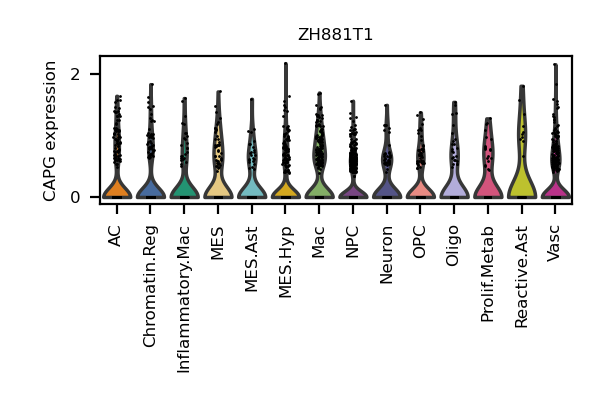 ZH881T1
CAPG expression
2
0
AC
Chromatin.Reg
Inflammatory.Mac
MES
MES.Ast
MES.Hyp
Mac
NPC
Neuron
OPC
Oligo
Prolif.Metab
Reactive.Ast
Vasc